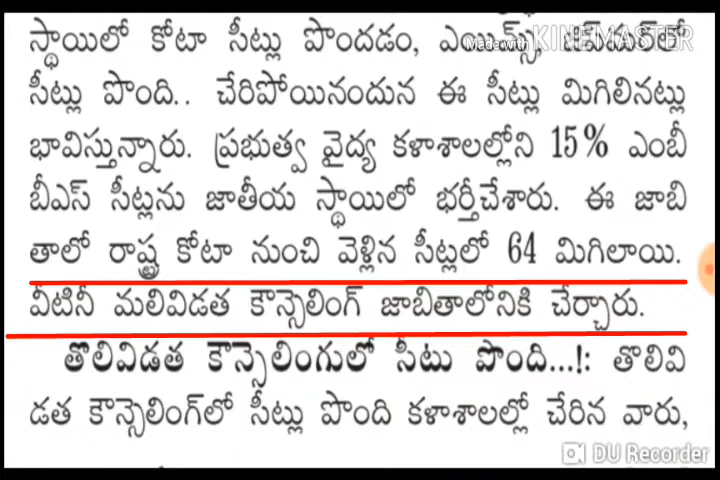 స్థాయిలో కోటా సీట్లు పొందడం, ఎయిమ్స్,
Made with KINEMASTER
సీట్లు పొంది.. చేరిపోయినందున ఈ సీట్లు మిగిలినట్లు
భావిస్తున్నారు. ప్రభుత్వ వైద్య కళాశాలల్లోని 15% ఎంబీ
బీఎస్ సీట్లను జాతీయ స్థాయిలో భర్తీచేశారు. ఈ జాబి
తాలో రాష్ట్ర కోటా నుంచి వెళ్లిన సీట్లలో 64 మిగిలాయి.
వీటినీ మలివిడత కౌన్సెలింగ్ జాబితాలోనికి చేర్చారు.
తొలివిడత కౌన్సెలింగులో సీటు పొంది...!: తొలివి
డత కౌన్సెలింగ్‌లో సీట్లు పొంది కళాశాలల్లో చేరిన వారు,
DU Recorder